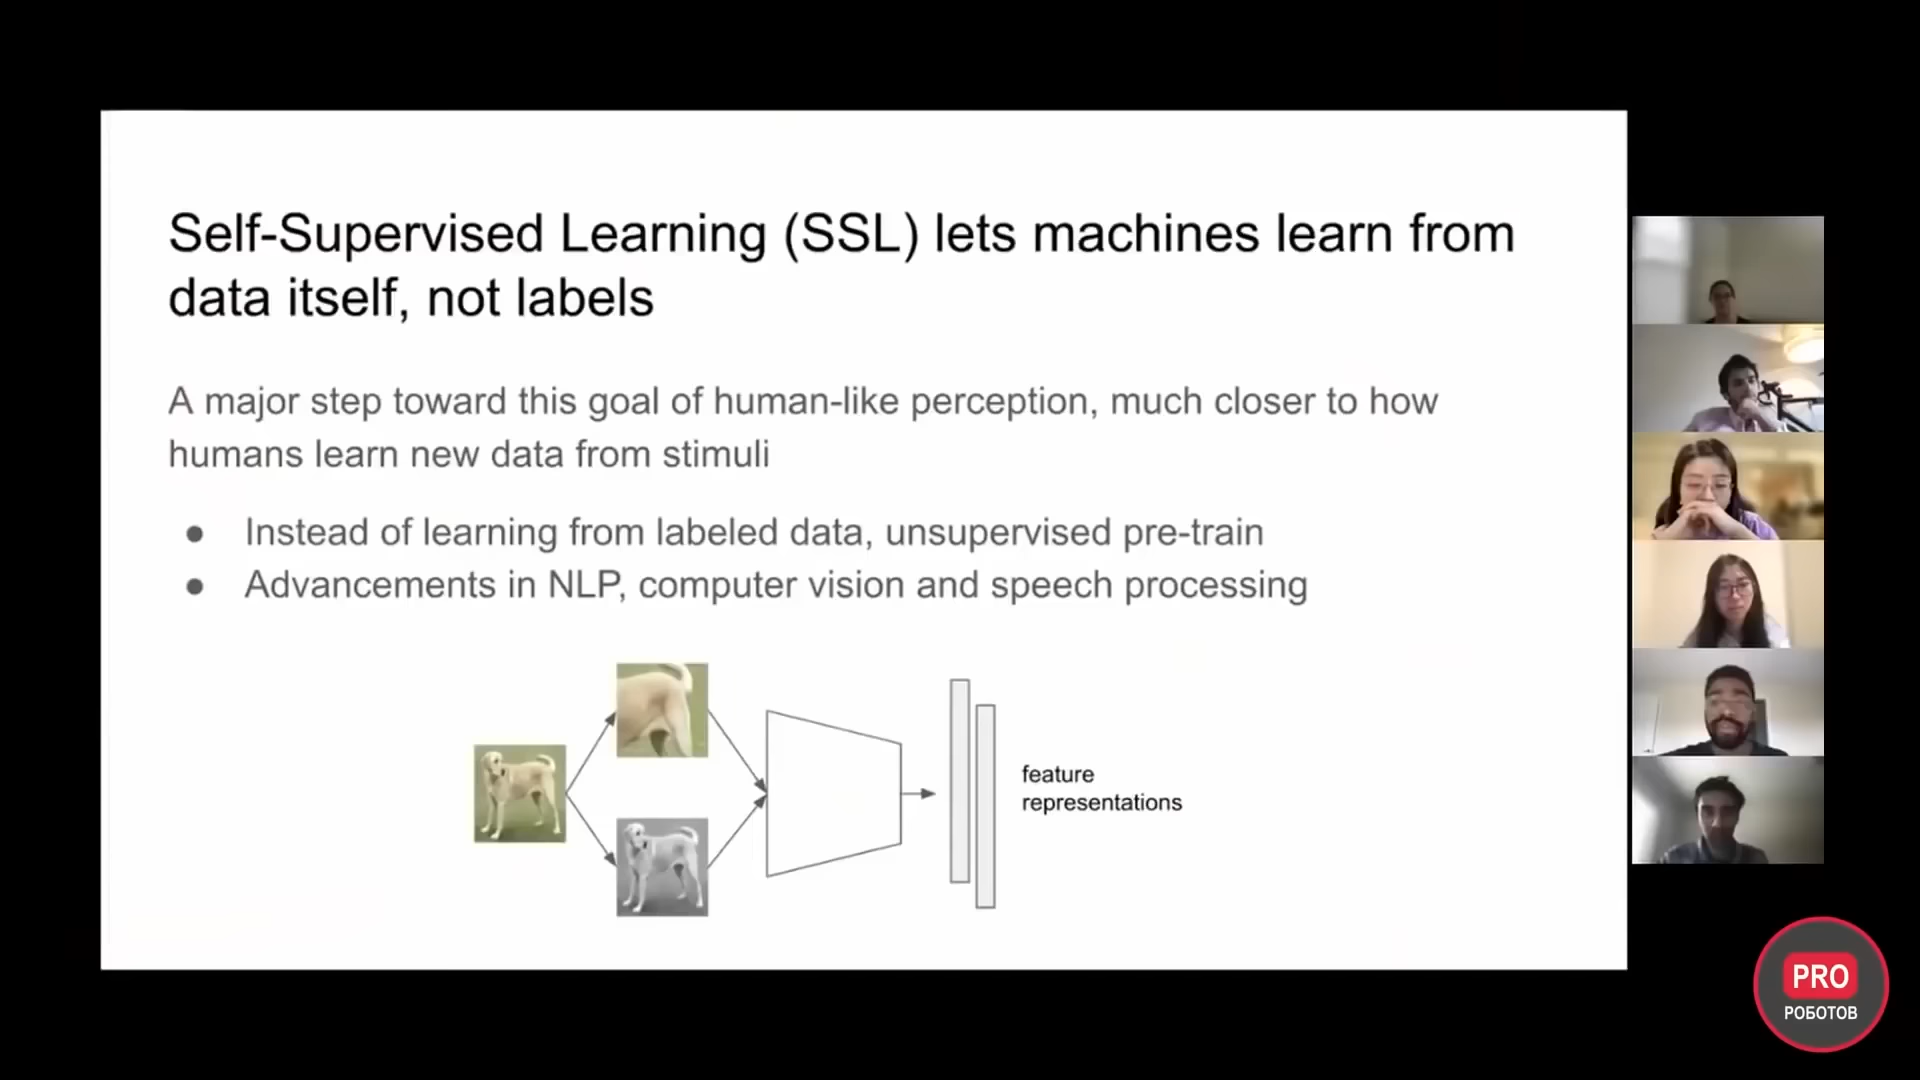 Self-Supervised Learning (SSL) lets machines learn from
data itself, not labels
A major step toward this goal of human-like perception, much closer to how
humans learn new data from stimuli
● Instead of learning from labeled data, unsupervised pre-train
● Advancements in NLP, computer vision and speech processing
feature
representations
PRO
РОБОТОВ